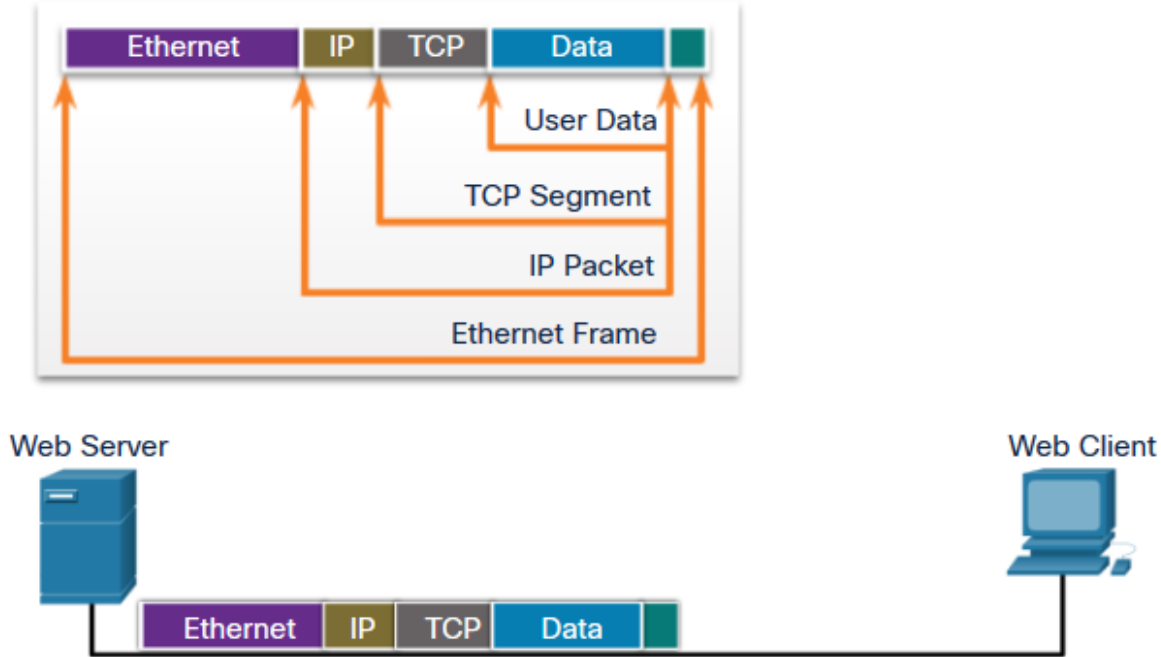 Ethernet IP TCP Data
User Data
TCP Segment
IP Packet
Ethernet Frame
Web Server Web Client
Ethernet IP TCP Data